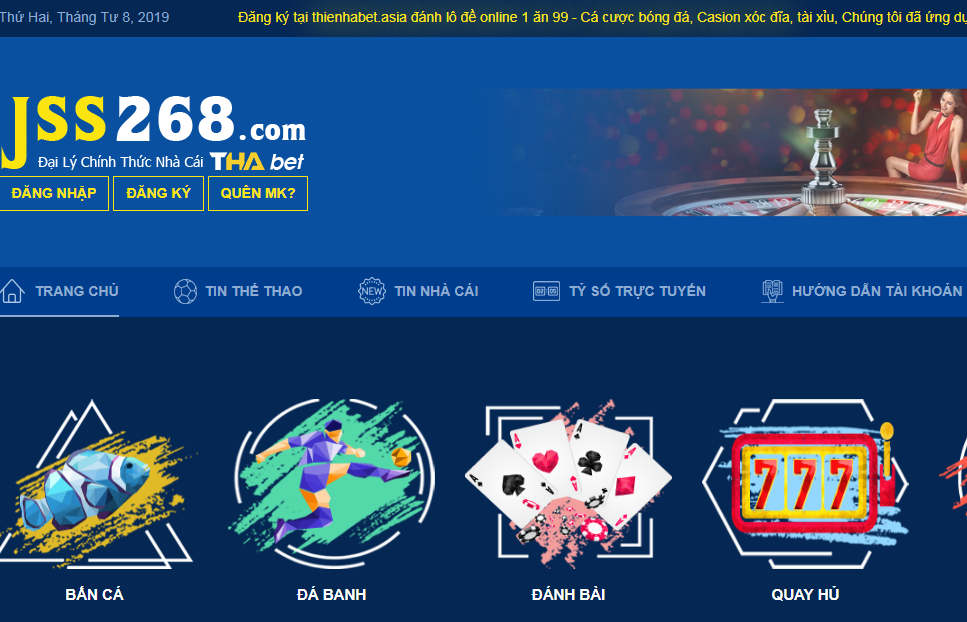 Thứ Hai, Tháng Tư 8, 2019
Đăng ký tại thienhabet.asia đánh lô đề online 1 ăn 99 - Cá cược bóng đá, Casion xóc đĩa, tài xỉu, Chúng tôi đã ứng
JSS268.com
Đại Lý Chính Thức Nhà Cái THA bet
ĐĂNG NHẬP ĐĂNG KÝ QUÊN MK?
TRANG CHỦ TIN THỂ THAO NEW TIN NHÀ CÁI TỶ SỐ TRỰC TUYẾN HƯỚNG DẪN TÀI KHOẢN
A A A A
777
BẮN CÁ ĐÁ BANH ĐÁNH BÀI QUAY HŨ